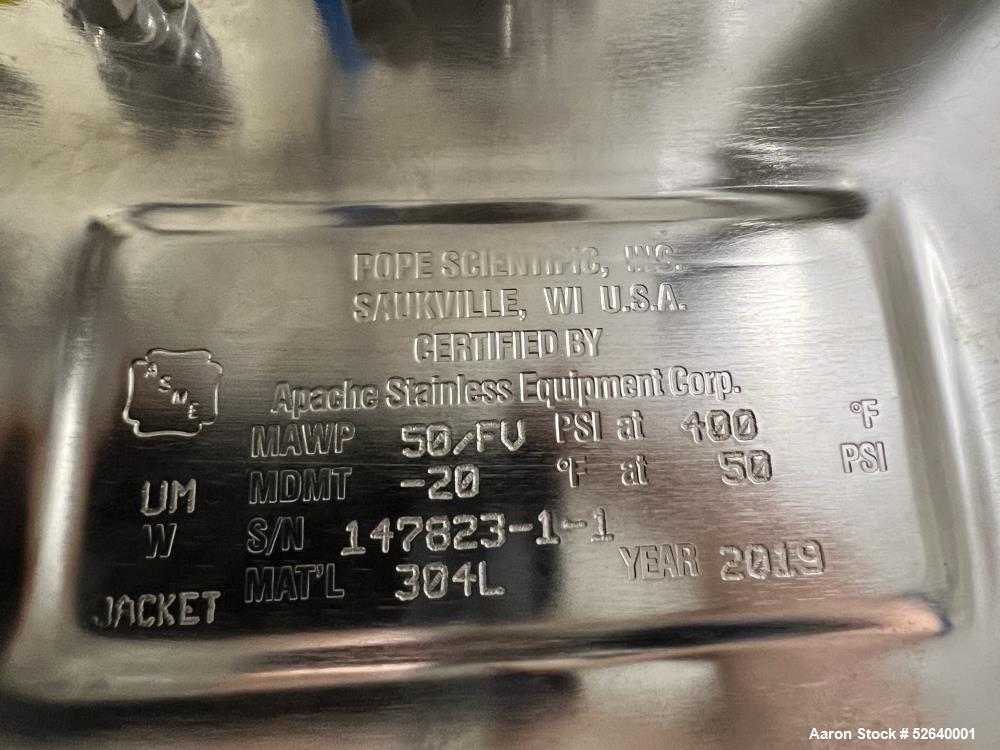 POPE SCIENTIFIC, INC.
SAUKVILLE, WI U.S.A.
CERTIFIED BY
Apache Stainless Equipment Corp.
ASME
MAWP 50/FV PSI at 400 °F
UM MDMT -20 °F at 50 PSI
W S/N 147823-1-1
MAT'L 304L YEAR 2019
JACKET
Aaron Stock # 52640001